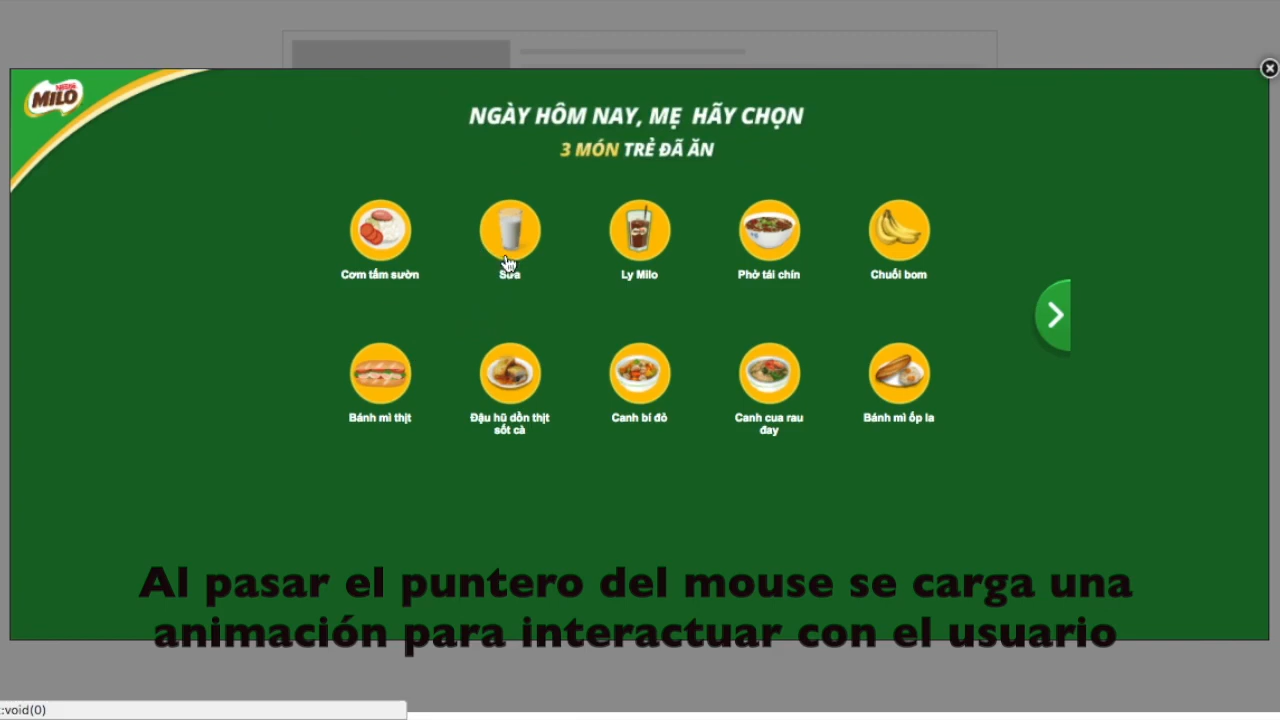 Nestlé
MILO
NGÀY HÔM NAY, MẸ HÃY CHỌN
3 MÓN TRẺ ĐÃ ĂN
Cơm tấm sườn
Sữa
Ly Milo
Phở tái chín
Chuối bom
Bánh mì thịt
Đậu hũ dồn thịt
sốt cà
Canh bí đỏ
Canh cua rau
đay
Bánh mì ốp la
Al pasar el puntero del mouse se carga una
animación para interactuar con el usuario
:void(0)